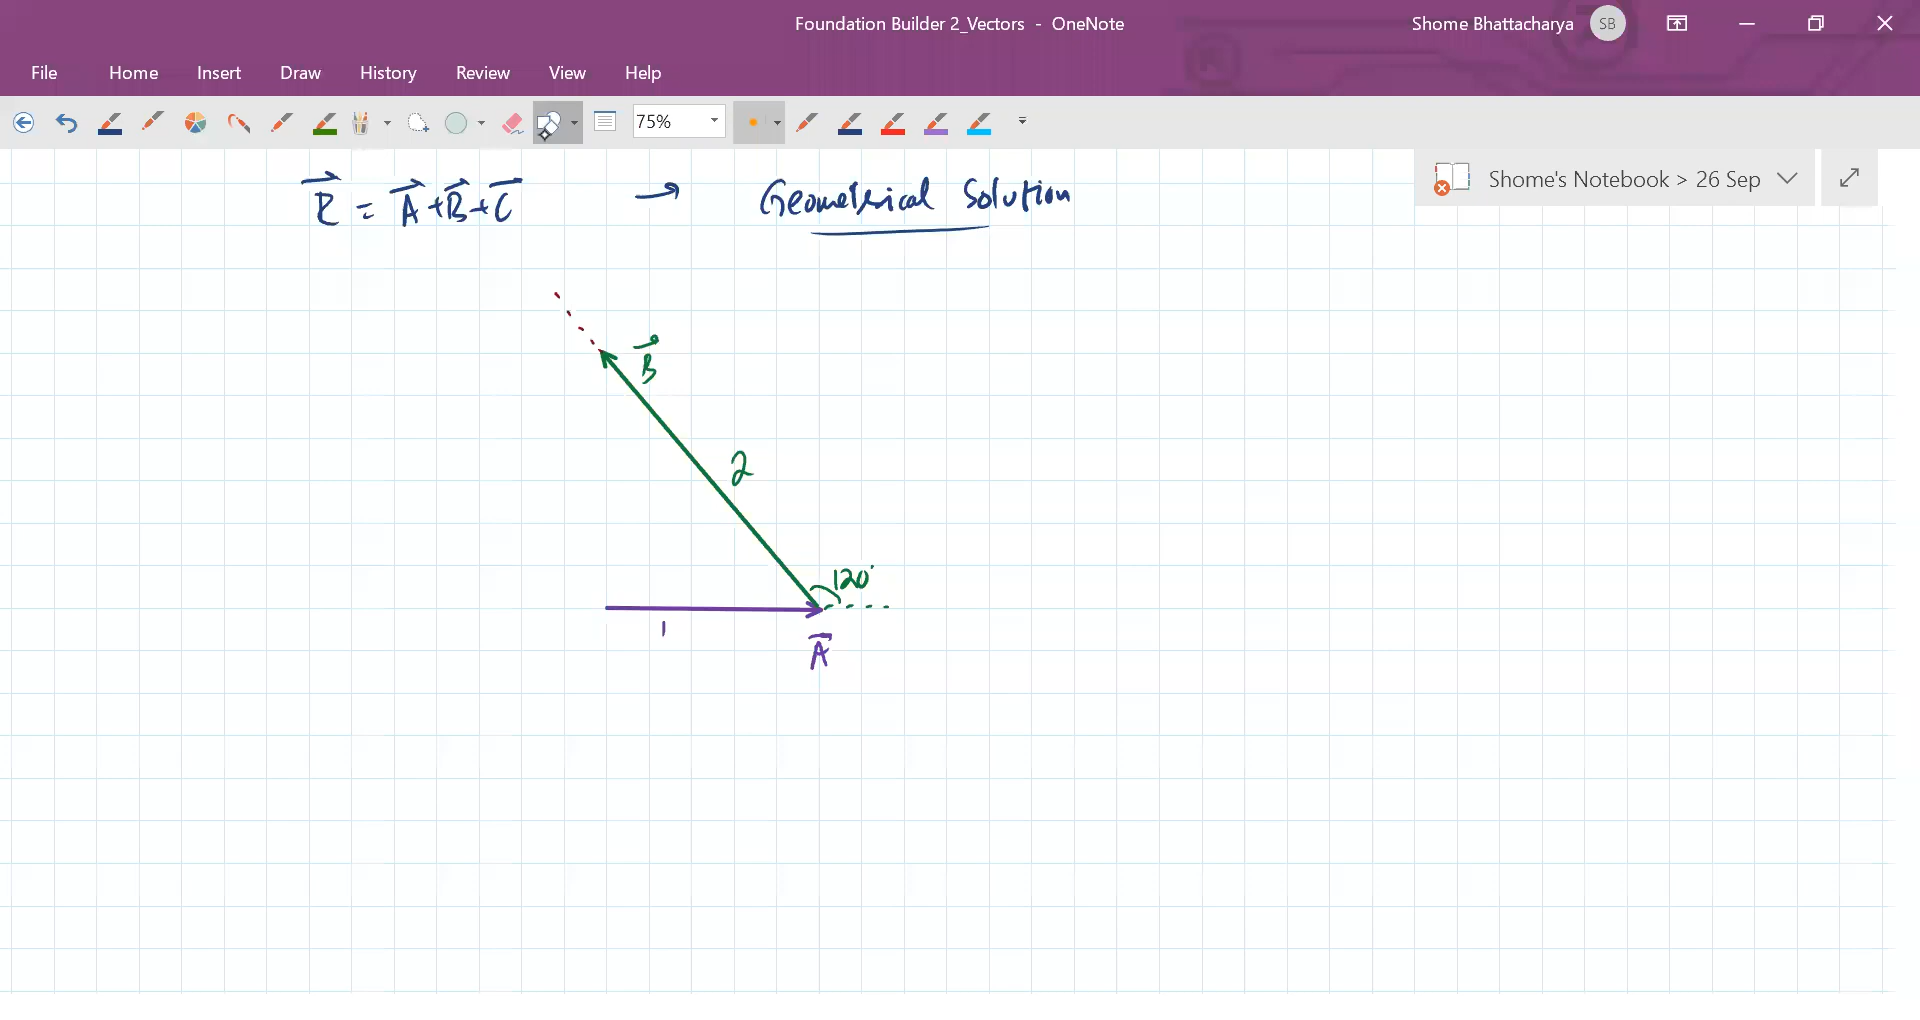 Foundation Builder 2_Vectors - OneNote
Shome Bhattacharya SB
File Home Insert Draw History Review View Help
75%
Shome's Notebook > 26 Sep
R⃗ = A⃗ + B⃗ + C⃗ → Geometrical Solution
B⃗
2
120°
1
A⃗